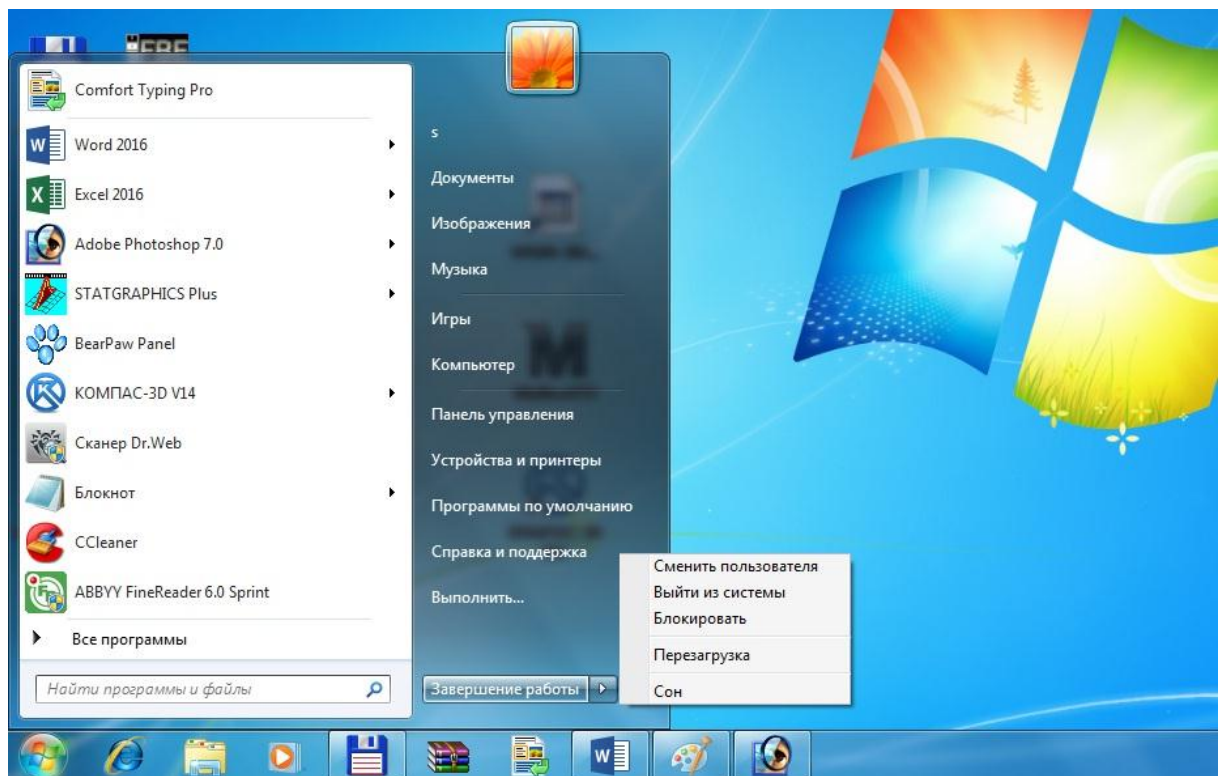 Comfort Typing Pro
Word 2016
Excel 2016
Adobe Photoshop 7.0
STATGRAPHICS Plus
BearPaw Panel
КОМПАС-3D V14
Сканер Dr.Web
Блокнот
CCleaner
ABBYY FineReader 6.0 Sprint
Все программы
Найти программы и файлы
s
Документы
Изображения
Музыка
Игры
Компьютер
Панель управления
Устройства и принтеры
Программы по умолчанию
Справка и поддержка
Выполнить...
Завершение работы
Сменить пользователя
Выйти из системы
Блокировать
Перезагрузка
Сон